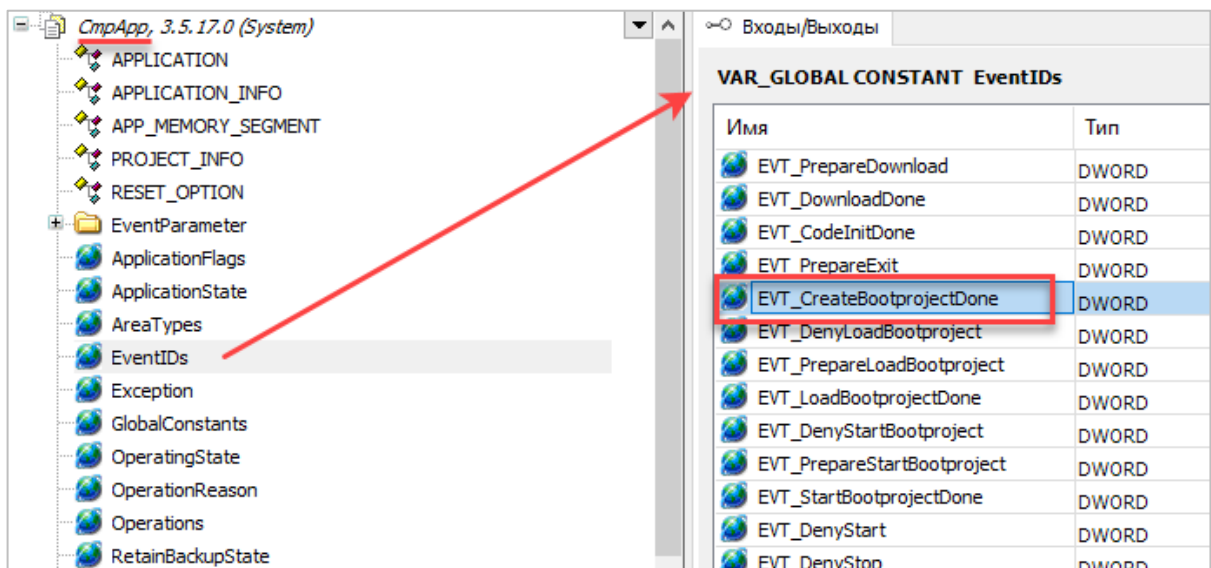 CmpApp, 3.5.17.0 (System)
APPLICATION
APPLICATION_INFO
APP_MEMORY_SEGMENT
PROJECT_INFO
RESET_OPTION
EventParameter
ApplicationFlags
ApplicationState
AreaTypes
EventIDs
Exception
GlobalConstants
OperatingState
OperationReason
Operations
RetainBackupState
Входы/Выходы
VAR_GLOBAL CONSTANT EventIDs
Имя Тип
EVT_PrepareDownload DWORD
EVT_DownloadDone DWORD
EVT_CodeInitDone DWORD
EVT_PrepareExit DWORD
EVT_CreateBootprojectDone DWORD
EVT_DenyLoadBootproject DWORD
EVT_PrepareLoadBootproject DWORD
EVT_LoadBootprojectDone DWORD
EVT_DenyStartBootproject DWORD
EVT_PrepareStartBootproject DWORD
EVT_StartBootprojectDone DWORD
EVT_DenyStart DWORD
EVT_DenyStop DWORD